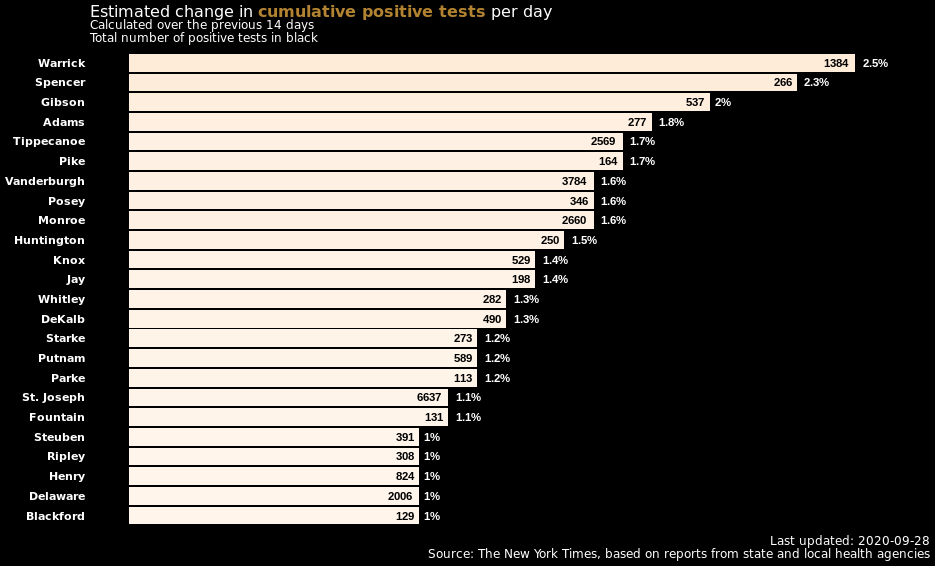 Estimated change in cumulative positive tests per day
Calculated over the previous 14 days
Total number of positive tests in black
Warrick 1384 2.5%
Spencer 266 2.3%
Gibson 537 2%
Adams 277 1.8%
Tippecanoe 2569 1.7%
Pike 164 1.7%
Vanderburgh 3784 1.6%
Posey 346 1.6%
Monroe 2660 1.6%
Huntington 250 1.5%
Knox 529 1.4%
Jay 198 1.4%
Whitley 282 1.3%
DeKalb 490 1.3%
Starke 273 1.2%
Putnam 589 1.2%
Parke 113 1.2%
St. Joseph 6637 1.1%
Fountain 131 1.1%
Steuben 391 1%
Ripley 308 1%
Henry 824 1%
Delaware 2006 1%
Blackford 129 1%
Last updated: 2020-09-28
Source: The New York Times, based on reports from state and local health agencies